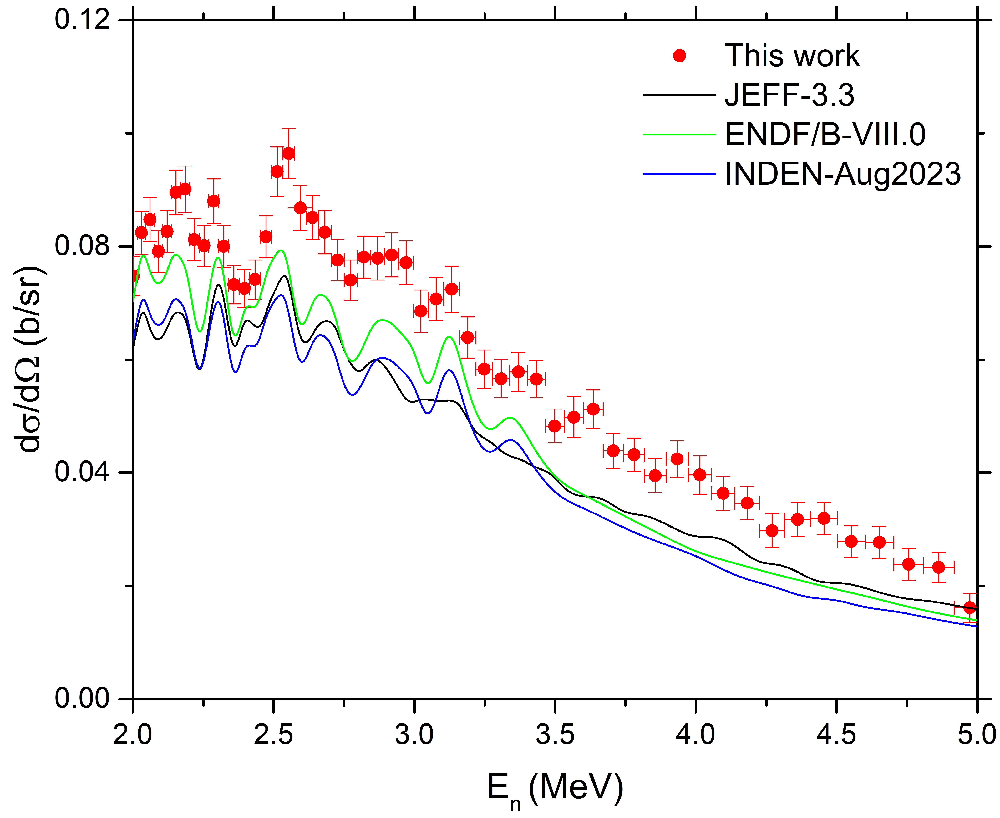 0.12
0.08
0.04
0.00
dσ/dΩ (b/sr)
This work
JEFF-3.3
ENDF/B-VIII.0
INDEN-Aug2023
2.0 2.5 3.0 3.5 4.0 4.5 5.0
En (MeV)